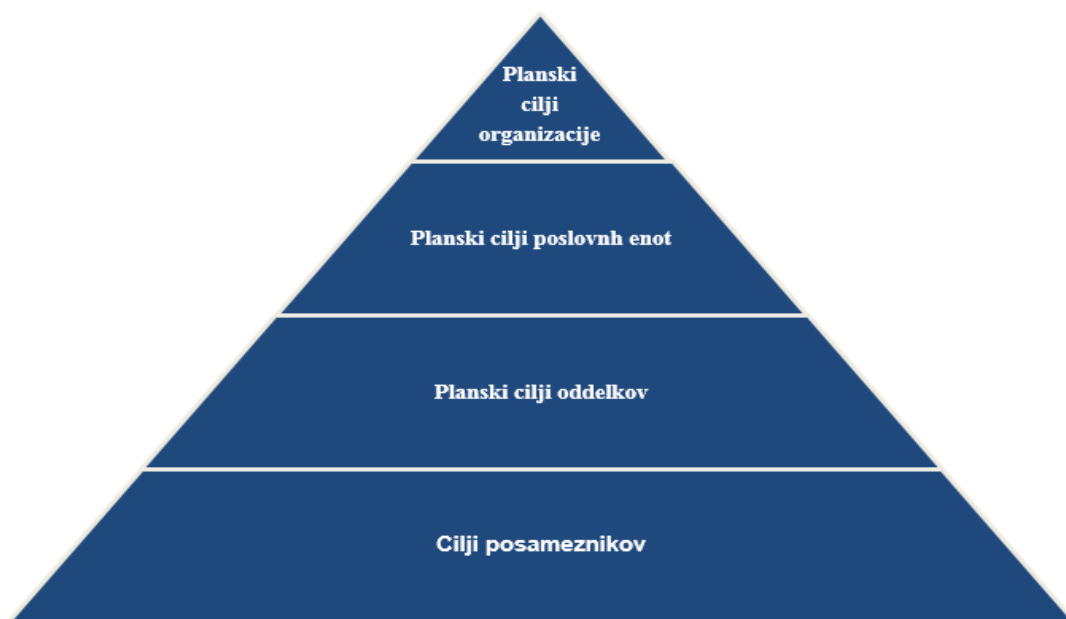 Planski
cilji
organizacije
Planski cilji poslovnh enot
Planski cilji oddelkov
Cilji posameznikov